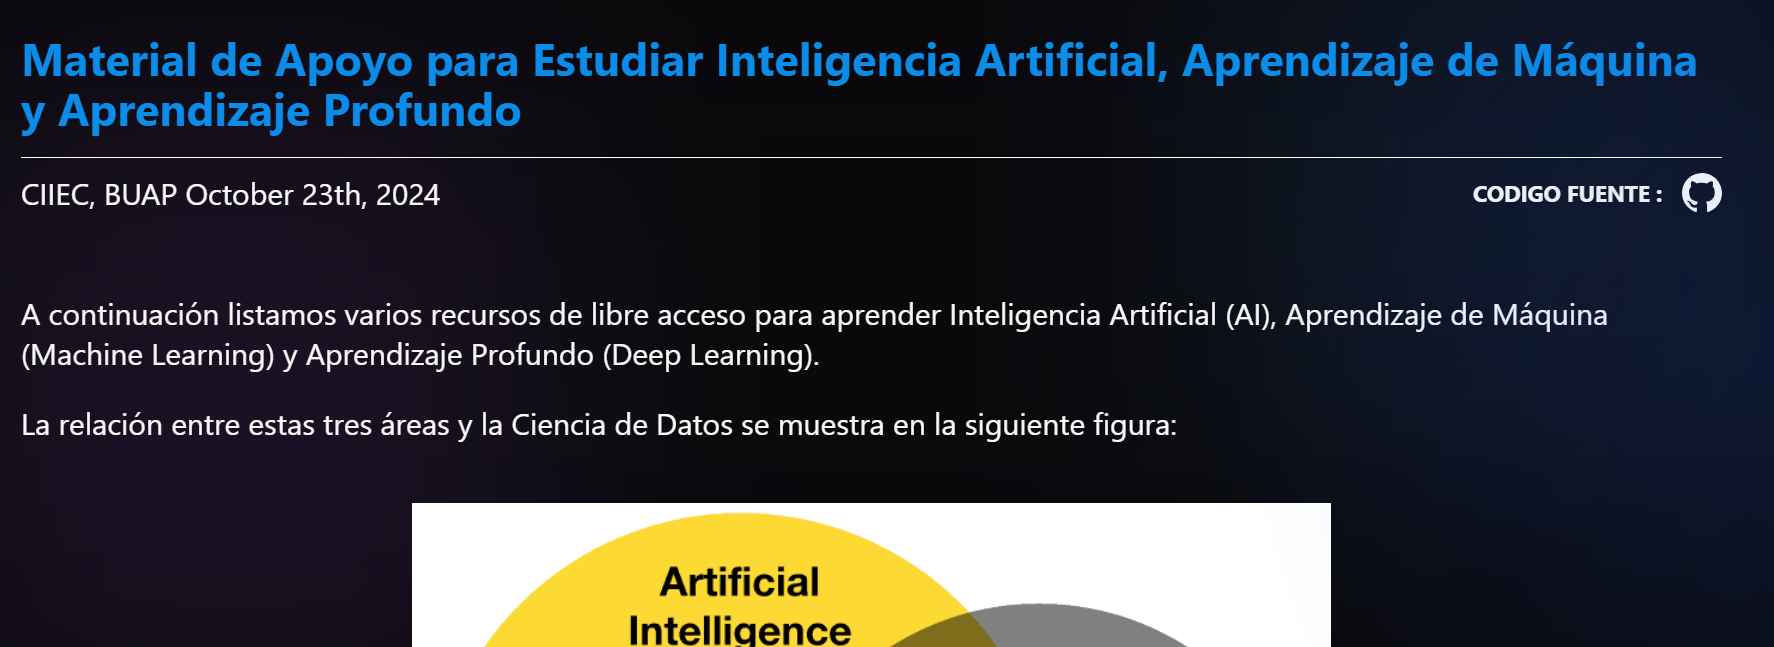 Material de Apoyo para Estudiar Inteligencia Artificial, Aprendizaje de Máquina
y Aprendizaje Profundo
CIIEC, BUAP October 23th, 2024
CODIGO FUENTE :
A continuación listamos varios recursos de libre acceso para aprender Inteligencia Artificial (AI), Aprendizaje de Máquina
(Machine Learning) y Aprendizaje Profundo (Deep Learning).
La relación entre estas tres áreas y la Ciencia de Datos se muestra en la siguiente figura:
Artificial
Intelligence